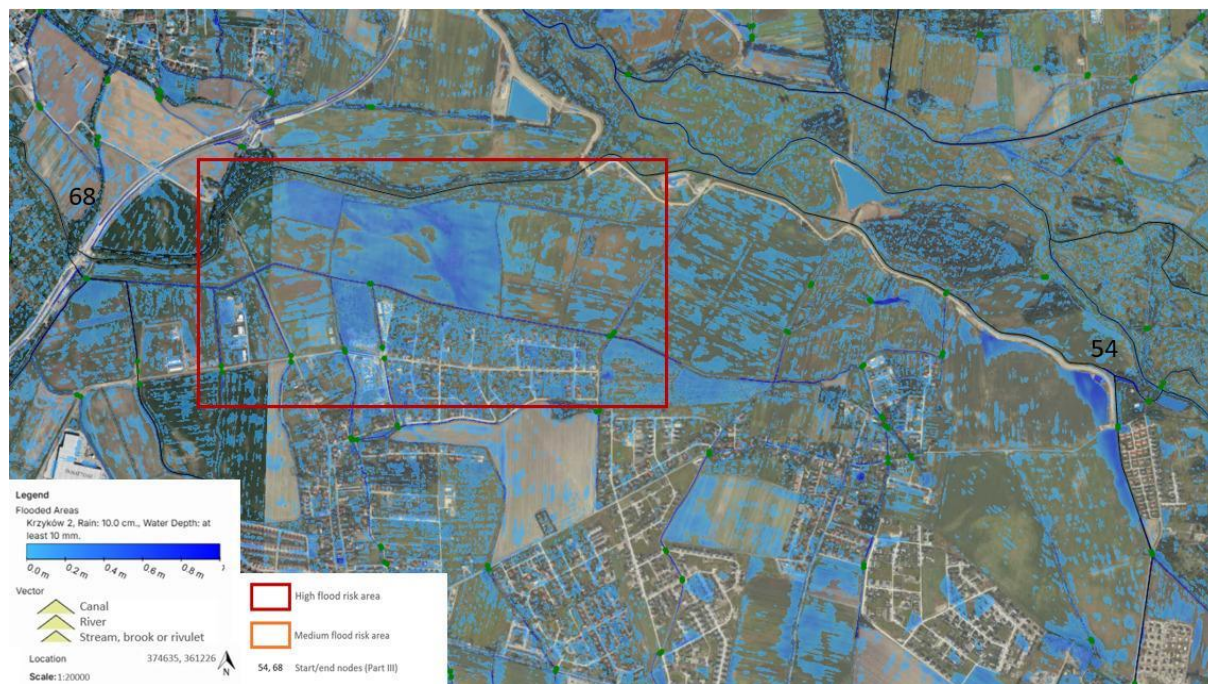 68
54
Legend
Flooded Areas
Krzyków 2, Rain: 10.0 cm., Water Depth: at
least 10 mm.
0.0 m 0.2 m 0.4 m 0.6 m 0.8 m
Vector
Canal
River
Stream, brook or rivulet
Location 374635, 361226
N
Scale: 1:20000
High flood risk area
Medium flood risk area
54, 68 Start/end nodes (Part III)